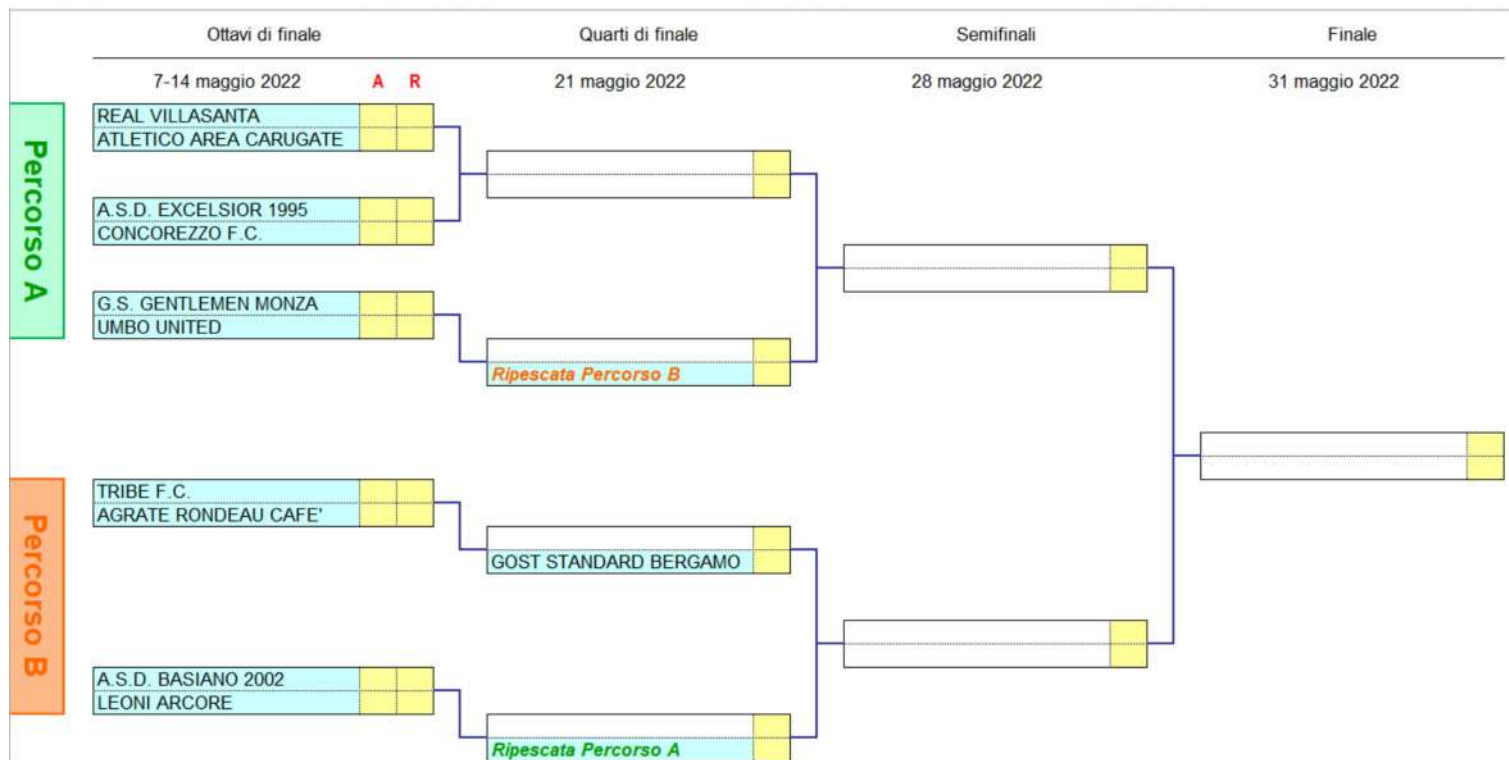 Ottavi di finale Quarti di finale Semifinali Finale
7-14 maggio 2022 A R 21 maggio 2022 28 maggio 2022 31 maggio 2022
Percorso A
REAL VILLASANTA
ATLETICO AREA CARUGATE
A.S.D. EXCELSIOR 1995
CONCOREZZO F.C.
G.S. GENTLEMEN MONZA
UMBO UNITED
Ripescata Percorso B
Percorso B
TRIBE F.C.
AGRATE RONDEAU CAFE'
GOST STANDARD BERGAMO
A.S.D. BASIANO 2002
LEONI ARCORE
Ripescata Percorso A